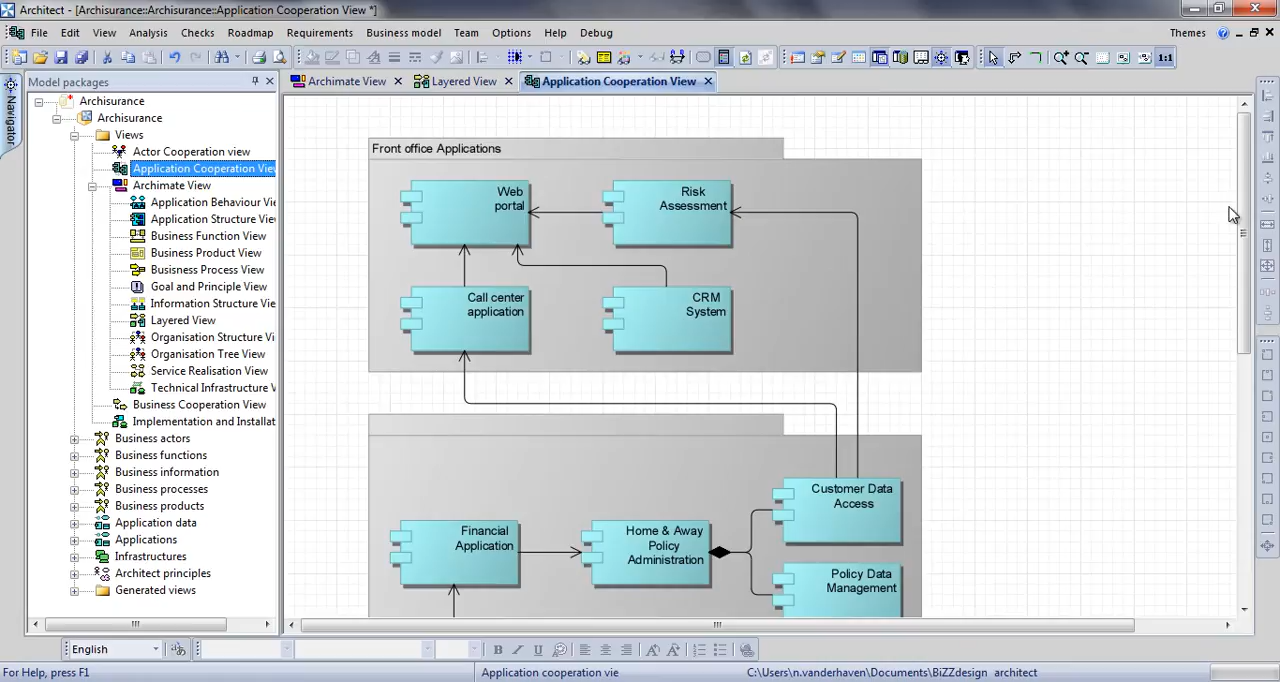 Architect - [Archisurance::Archisurance::Application Cooperation View *]
File Edit View Analysis Checks Roadmap Requirements Business model Team Options Help Debug Themes
1:1
Navigator
Model packages
Archimate View
Layered View
Application Cooperation View
Archisurance
Archisurance
Views
Actor Cooperation view
Application Cooperation Vie
Archimate View
Application Behaviour Vi
Application Structure Vie
Business Function View
Business Product View
Business Process View
Goal and Principle View
Information Structure Vie
Layered View
Organisation Structure Vi
Organisation Tree View
Service Realisation View
Technical Infrastructure V
Business Cooperation View
Implementation and Installat
Business actors
Business functions
Business information
Business processes
Business products
Application data
Applications
Infrastructures
Architect principles
Generated views
Front office Applications
Web
portal
Risk
Assessment
Call center
application
CRM
System
Customer Data
Access
Financial
Application
Home & Away
Policy
Administration
Policy Data
Management
English
B I U
For Help, press F1
Application cooperation vie
C:\Users\n.vanderhaven\Documents\BiZZdesign architect